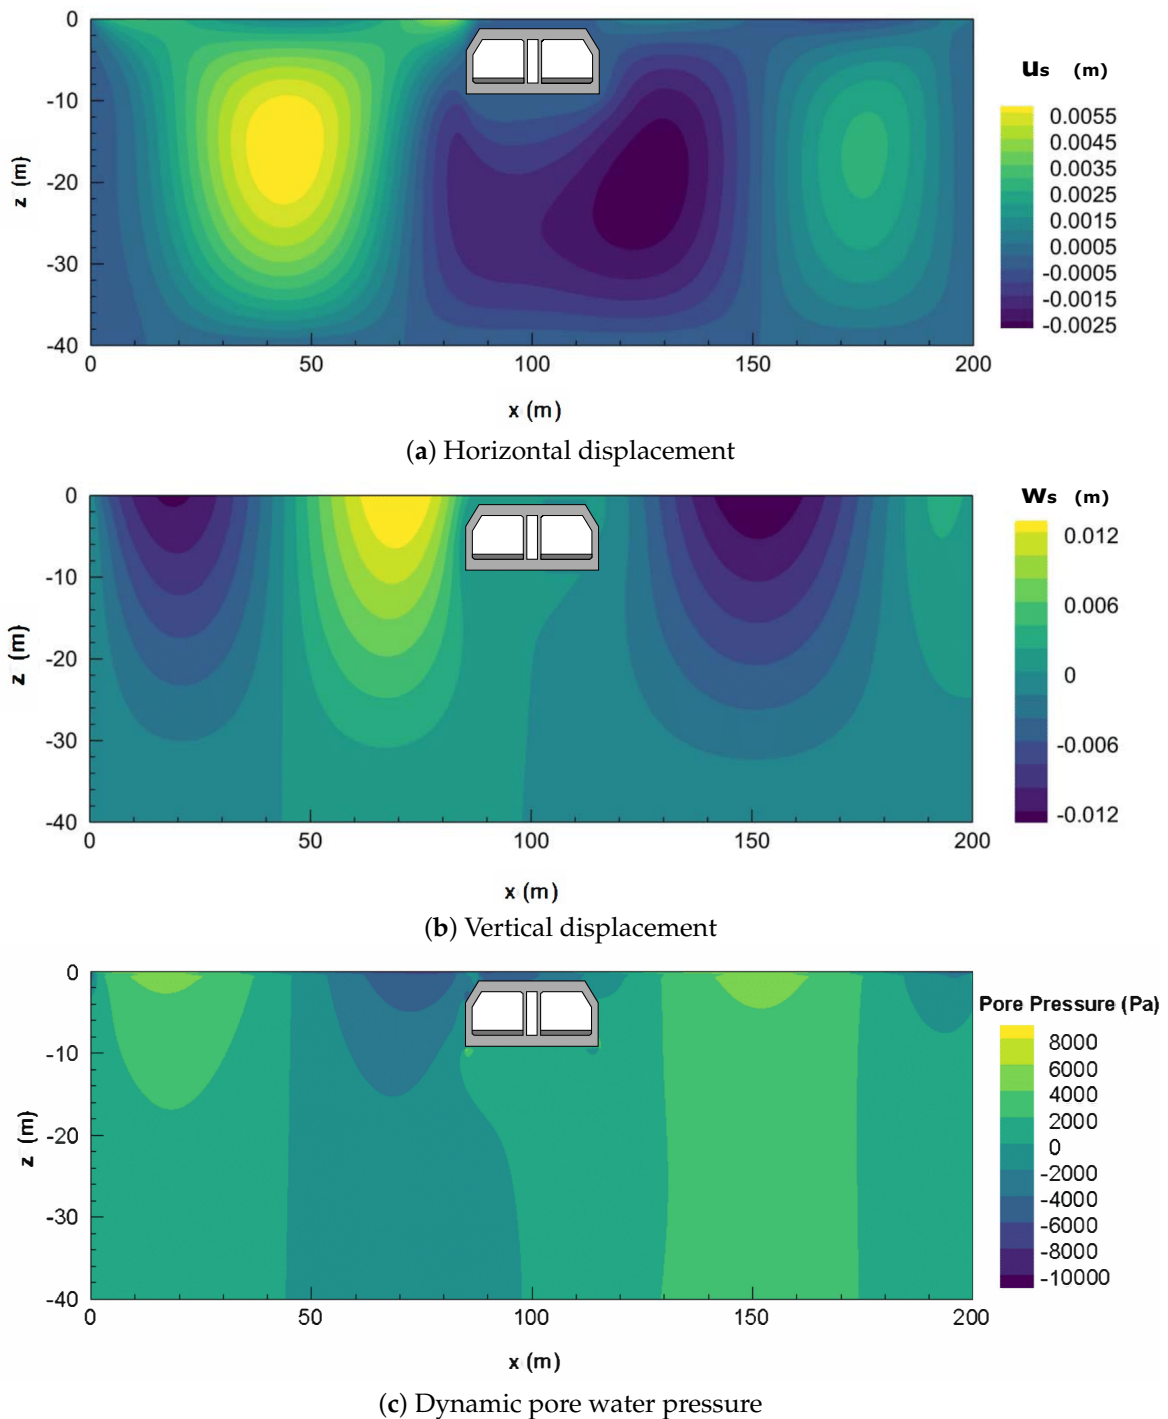 0
-10
-20
-30
-40
z (m)
0 50 100 150 200
x (m)
us (m)
0.0055
0.0045
0.0035
0.0025
0.0015
0.0005
-0.0005
-0.0015
-0.0025
(a) Horizontal displacement
0
-10
-20
-30
-40
z (m)
0 50 100 150 200
x (m)
ws (m)
0.012
0.006
0
-0.006
-0.012
(b) Vertical displacement
0
-10
-20
-30
-40
z (m)
0 50 100 150 200
x (m)
Pore Pressure (Pa)
8000
6000
4000
2000
0
-2000
-4000
-6000
-8000
-10000
(c) Dynamic pore water pressure